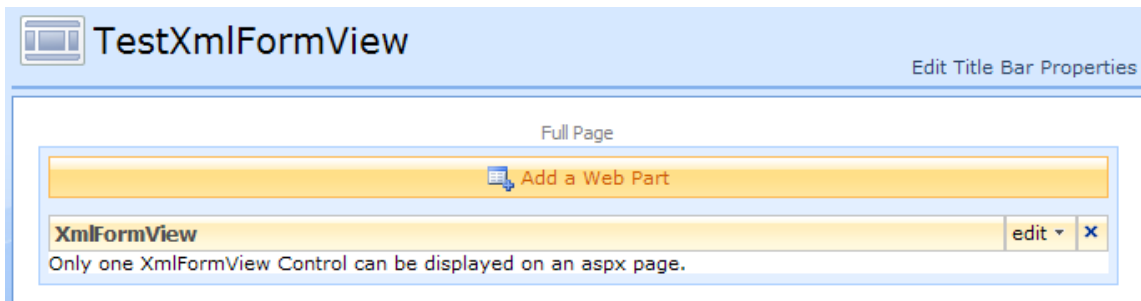 TestXmlFormView
Edit Title Bar Properties
Full Page
Add a Web Part
XmlFormView edit
Only one XmlFormView Control can be displayed on an aspx page.